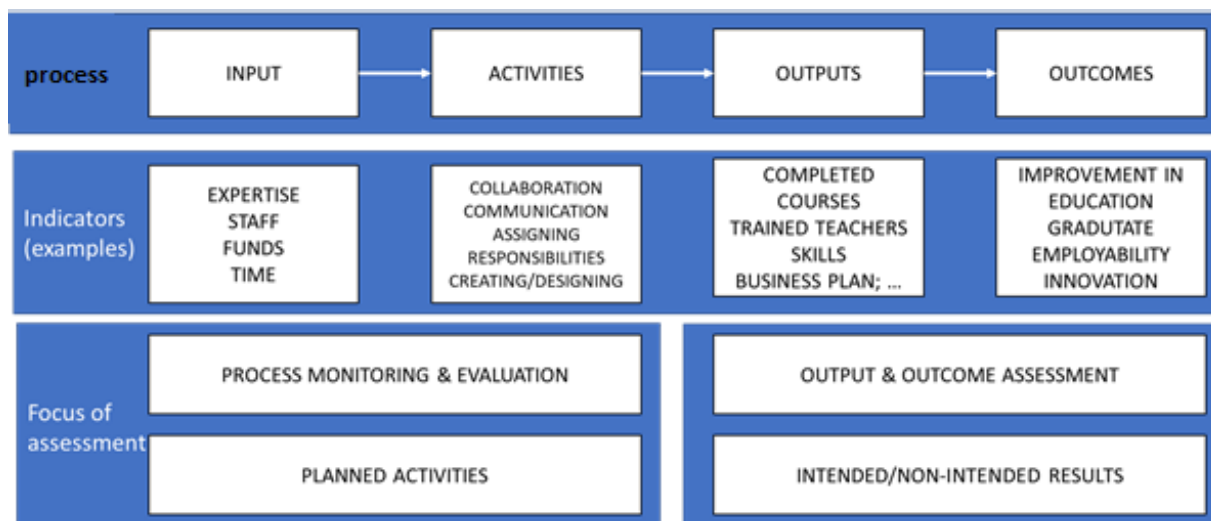 process
INPUT
ACTIVITIES
OUTPUTS
OUTCOMES
Indicators
(examples)
EXPERTISE
STAFF
FUNDS
TIME
COLLABORATION
COMMUNICATION
ASSIGNING
RESPONSIBILITIES
CREATING/DESIGNING
COMPLETED
COURSES
TRAINED TEACHERS
SKILLS
BUSINESS PLAN; ...
IMPROVEMENT IN
EDUCATION
GRADUTATE
EMPLOYABILITY
INNOVATION
Focus of
assessment
PROCESS MONITORING & EVALUATION
PLANNED ACTIVITIES
OUTPUT & OUTCOME ASSESSMENT
INTENDED/NON-INTENDED RESULTS